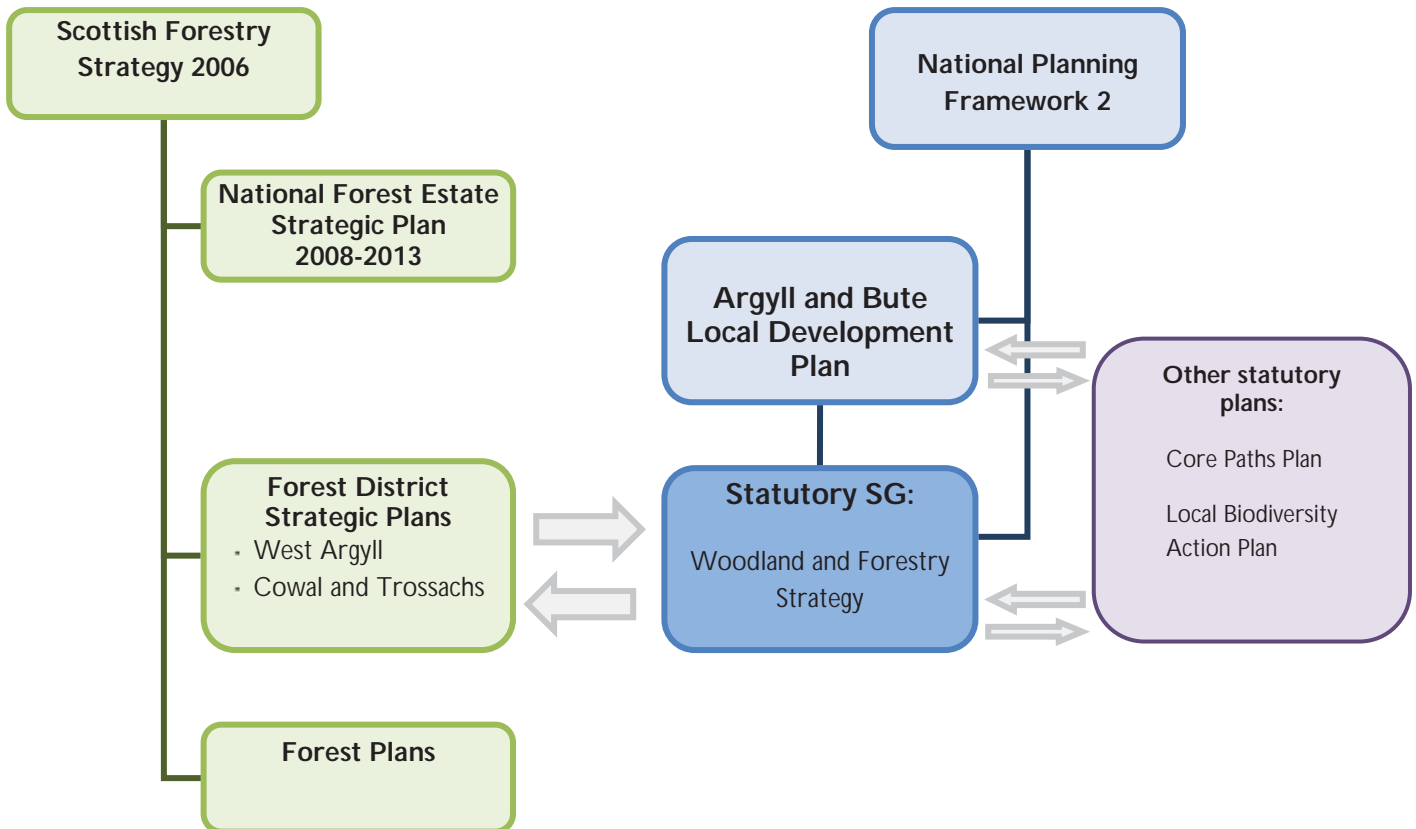 Scottish Forestry
Strategy 2006
National Planning
Framework 2
National Forest Estate
Strategic Plan
2008-2013
Argyll and Bute
Local Development
Plan
Other statutory
plans:
Core Paths Plan
Local Biodiversity
Action Plan
Forest District
Strategic Plans
- West Argyll
- Cowal and Trossachs
Statutory SG:
Woodland and Forestry
Strategy
Forest Plans